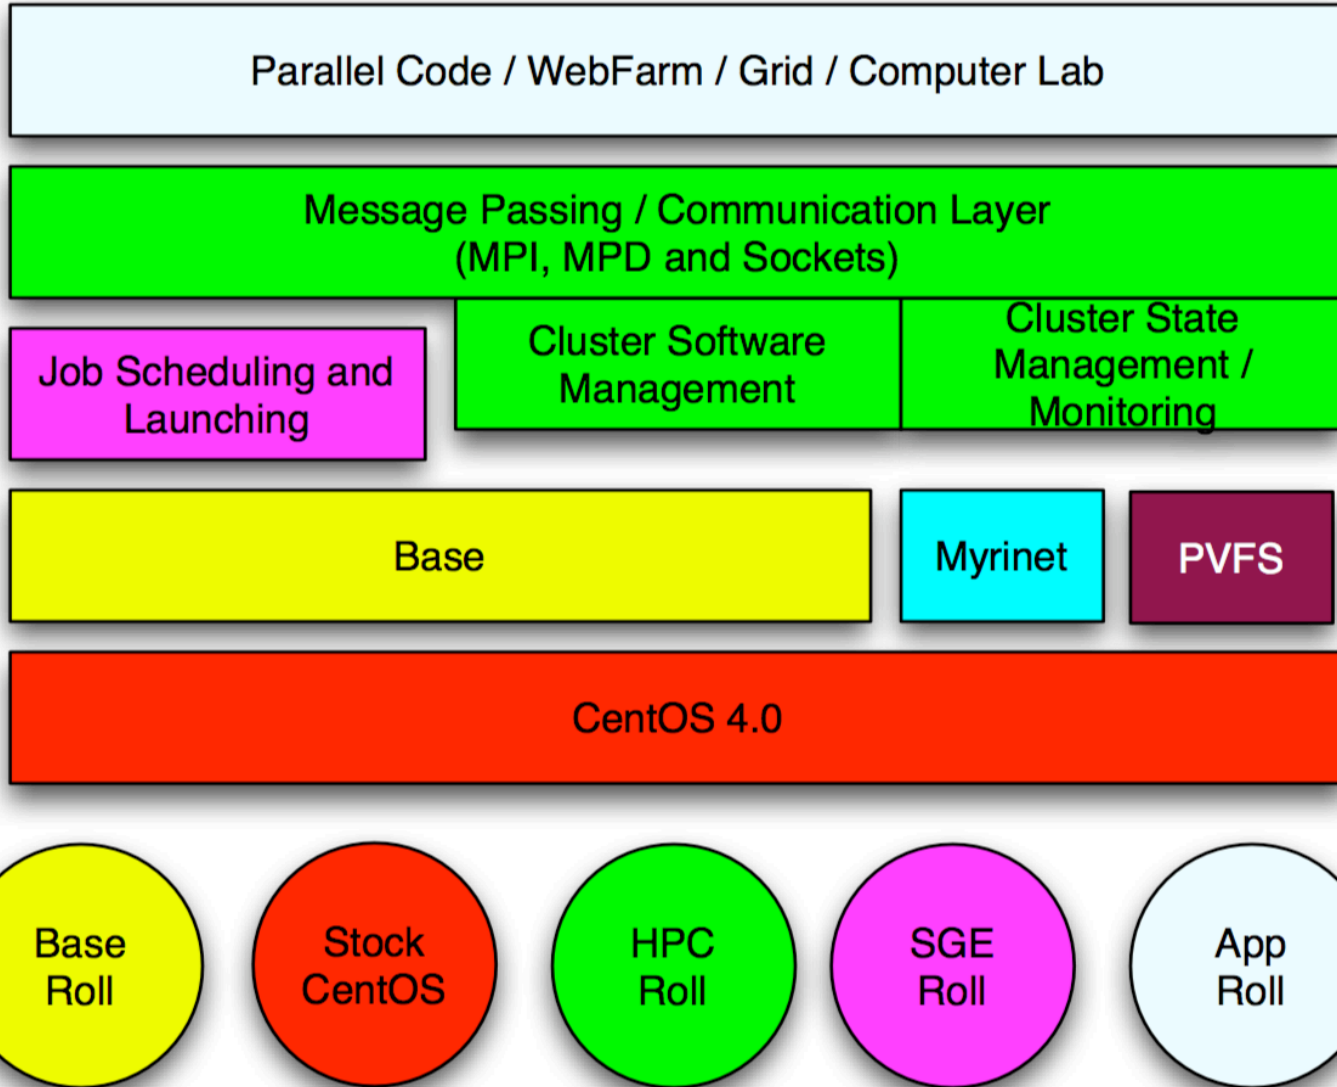 Parallel Code / WebFarm / Grid / Computer Lab
Message Passing / Communication Layer
(MPI, MPD and Sockets)
Job Scheduling and
Launching
Cluster Software
Management
Cluster State
Management /
Monitoring
Base
Myrinet
PVFS
CentOS 4.0
Base
Roll
Stock
CentOS
HPC
Roll
SGE
Roll
App
Roll